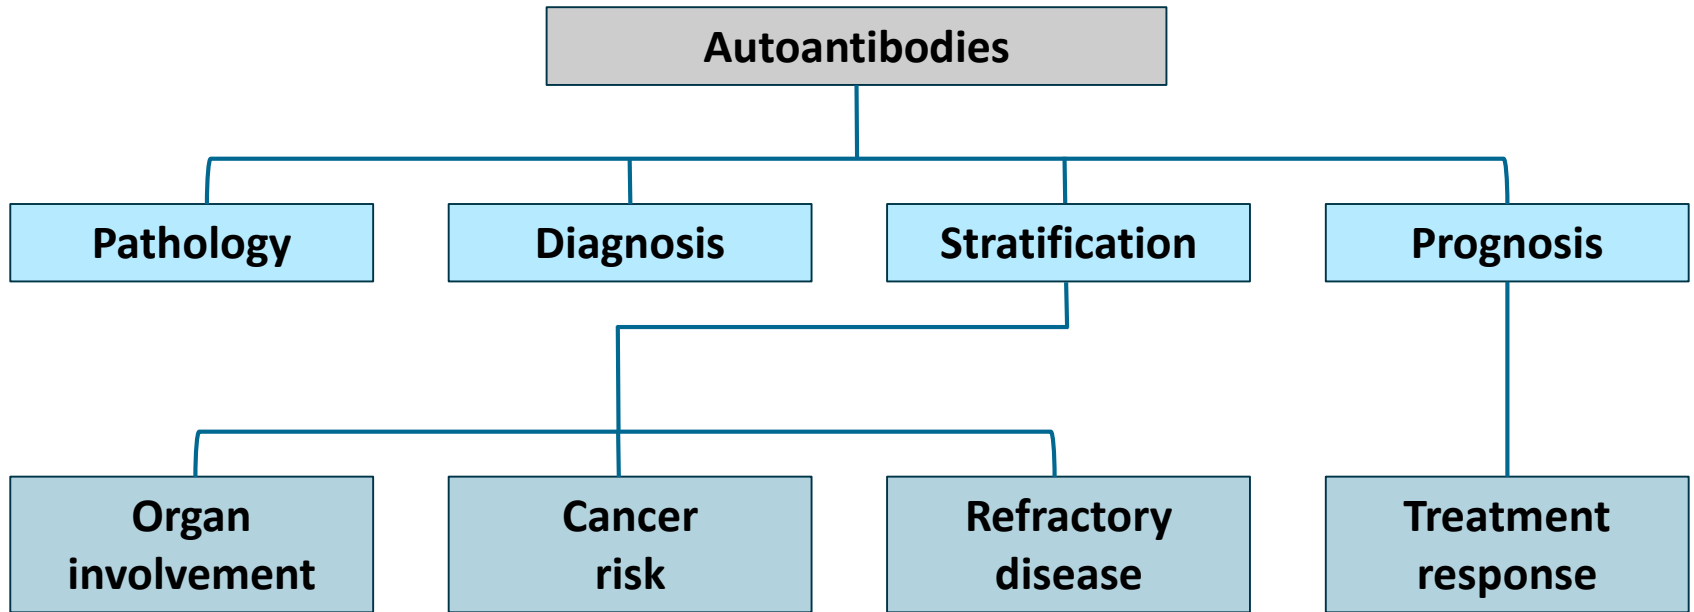 Autoantibodies
Pathology
Diagnosis
Stratification
Prognosis
Organ
involvement
Cancer
risk
Refractory
disease
Treatment
response